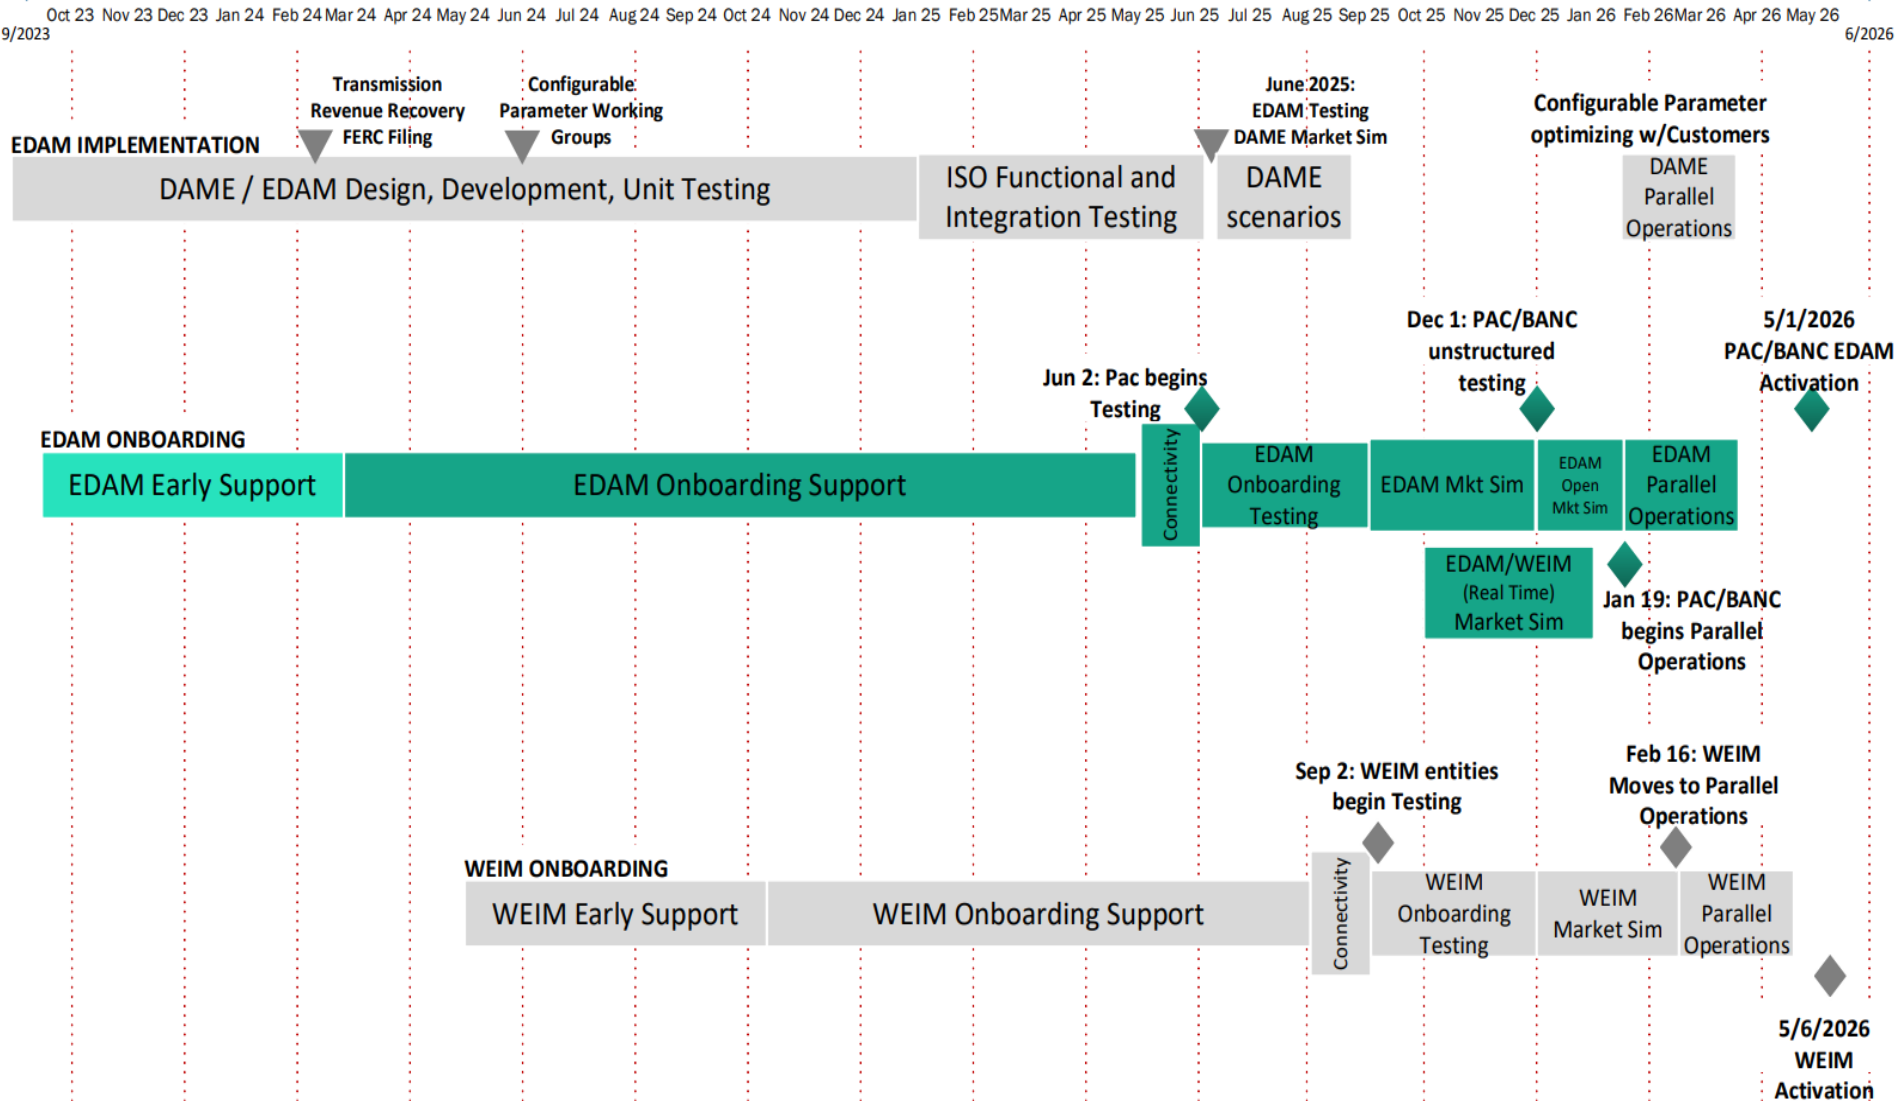 Oct 23 Nov 23 Dec 23 Jan 24 Feb 24 Mar 24 Apr 24 May 24 Jun 24 Jul 24 Aug 24 Sep 24 Oct 24 Nov 24 Dec 24 Jan 25 Feb 25 Mar 25 Apr 25 May 25 Jun 25 Jul 25 Aug 25 Sep 25 Oct 25 Nov 25 Dec 25 Jan 26 Feb 26 Mar 26 Apr 26 May 26
9/2023
6/2026
Transmission
Revenue Recovery
FERC Filing
Configurable
Parameter Working
Groups
June 2025:
EDAM Testing
DAME Market Sim
Configurable Parameter
optimizing w/Customers
EDAM IMPLEMENTATION
DAME / EDAM Design, Development, Unit Testing
ISO Functional and
Integration Testing
DAME
scenarios
DAME
Parallel
Operations
Jun 2: Pac begins
Testing
Dec 1: PAC/BANC
unstructured
testing
5/1/2026
PAC/BANC EDAM
Activation
EDAM ONBOARDING
EDAM Early Support
EDAM Onboarding Support
Connectivity
EDAM
Onboarding
Testing
EDAM Mkt Sim
EDAM
Open
Mkt Sim
EDAM
Parallel
Operations
EDAM/WEIM
(Real Time)
Market Sim
Jan 19: PAC/BANC
begins Parallel
Operations
Sep 2: WEIM entities
begin Testing
Feb 16: WEIM
Moves to Parallel
Operations
WEIM ONBOARDING
WEIM Early Support
WEIM Onboarding Support
Connectivity
WEIM
Onboarding
Testing
WEIM
Market Sim
WEIM
Parallel
Operations
5/6/2026
WEIM
Activation